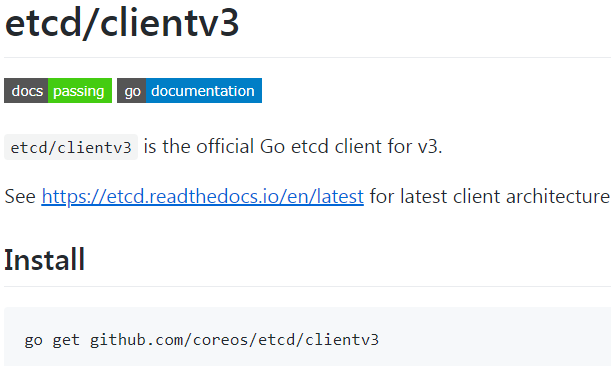 etcd/clientv3
docs passing go documentation
etcd/clientv3 is the official Go etcd client for v3.
See https://etcd.readthedocs.io/en/latest for latest client architecture
Install
go get github.com/coreos/etcd/clientv3